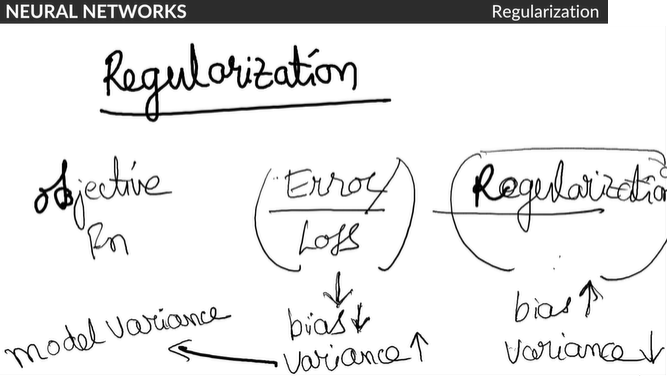 NEURAL NETWORKS
Regularization
Regularization
objective
Fn
(Error/
Loss)
(Regularization
bias ↓
variance ↑
model variance
bias ↑
variance ↓